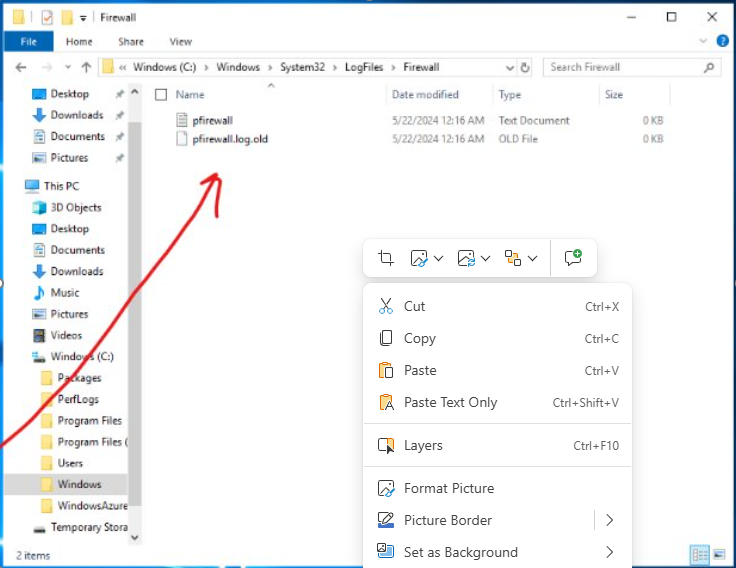 Firewall
File Home Share View
« Windows (C:) > Windows > System32 > LogFiles > Firewall
Search Firewall
Name Date modified Type Size
pfirewall 5/22/2024 12:16 AM Text Document 0 KB
pfirewall.log.old 5/22/2024 12:16 AM OLD File 0 KB
Desktop
Downloads
Documents
Pictures
This PC
3D Objects
Desktop
Documents
Downloads
Music
Pictures
Videos
Windows (C:)
Packages
PerfLogs
Program Files
Program Files (
Users
Windows
WindowsAzure
Temporary Stora
2 items
Cut Ctrl+X
Copy Ctrl+C
Paste Ctrl+V
Paste Text Only Ctrl+Shift+V
Layers Ctrl+F10
Format Picture
Picture Border
Set as Background